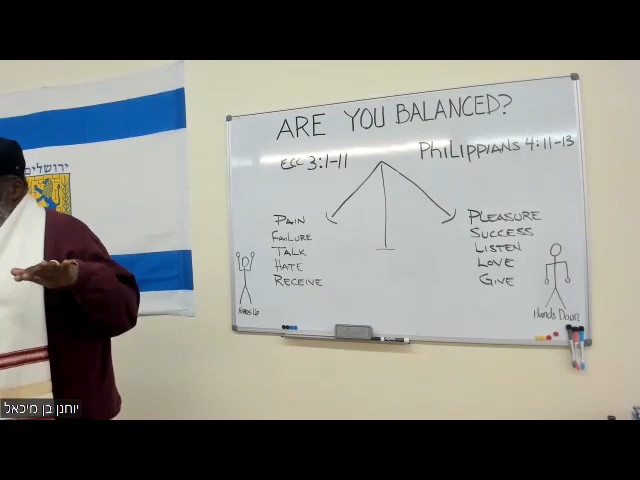 ARE YOU BALANCED?
ECC 3:1-11
PHILIPPIANS 4:11-13
PAIN
FAILURE
TALK
HATE
RECEIVE
PLEASURE
SUCCESS
LISTEN
LOVE
GIVE
Hands Up
Hands Down
ירושלים
יוחנן בן מיכאל